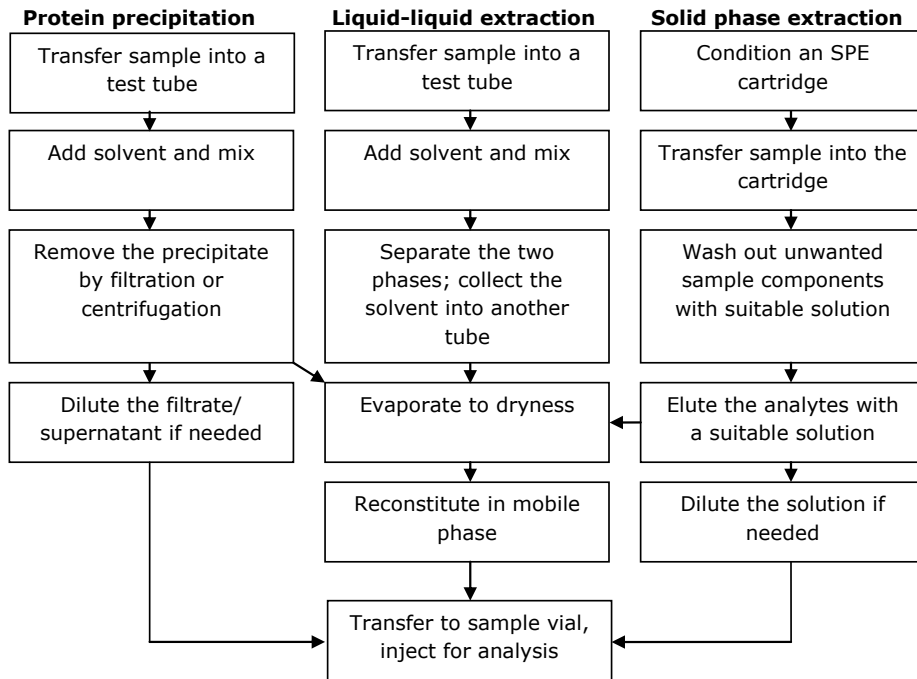 Protein precipitation
Transfer sample into a
test tube
Add solvent and mix
Remove the precipitate
by filtration or
centrifugation
Dilute the filtrate/
supernatant if needed
Liquid-liquid extraction
Transfer sample into a
test tube
Add solvent and mix
Separate the two
phases; collect the
solvent into another
tube
Evaporate to dryness
Reconstitute in mobile
phase
Solid phase extraction
Condition an SPE
cartridge
Transfer sample into the
cartridge
Wash out unwanted
sample components
with suitable solution
Elute the analytes with
a suitable solution
Dilute the solution if
needed
Transfer to sample vial,
inject for analysis